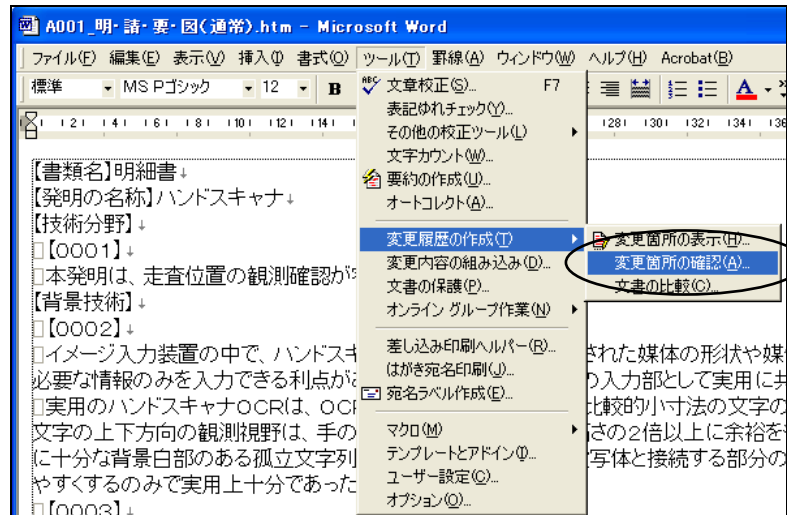 A001_明・請・要・図(通常).htm - Microsoft Word
ファイル(F) 編集(E) 表示(V) 挿入(I) 書式(O) ツール(T) 罫線(A) ウィンドウ(W) ヘルプ(H) Acrobat(B)
標準 MS Pゴシック 12 B A
2 4 6 8 10 12 14 28 30 32 34 36
文章校正(S)... F7
表記ゆれチェック(Y)...
その他の校正ツール(L)
文字カウント(W)...
要約の作成(U)...
オートコレクト(A)...
変更履歴の作成(T)
変更内容の組み込み(D)...
文書の保護(P)...
オンライン グループ作業(N)
差し込み印刷ヘルパー(R)...
はがき宛名印刷(J)...
宛名ラベル作成(E)...
マクロ(M)
テンプレートとアドイン(I)...
ユーザー設定(C)...
オプション(O)...
変更箇所の表示(H)...
変更箇所の確認(A)...
文書の比較(C)...
【書類名】明細書↓
【発明の名称】ハンドスキャナ↓
【技術分野】↓
□【0001】↓
□本発明は、走査位置の観測確認が
【背景技術】↓
□【0002】↓
□イメージ入力装置の中で、ハンドスキ された媒体の形状や媒
必要な情報のみを入力できる利点が の入力部として実用に
□実用のハンドスキャナOCRは、OC 比較的小寸法の文字の
文字の上下方向の観測視野は、手の さの2倍以上に余裕を
に十分な背景白部のある孤立文字列 写体と接続する部分の
やすくするのみで実用上十分であった
□【0003】↓